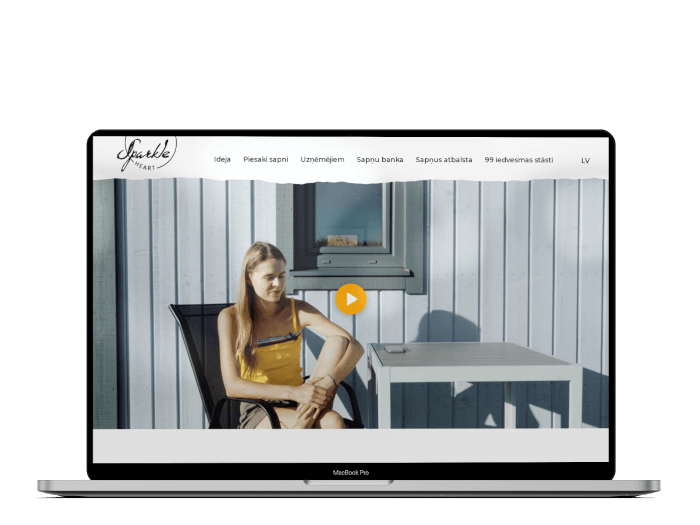 Sparkle
HEART
Ideja Piesaki sapni Uzņēmējiem Sapņu banka Sapņus atbalsta 99 iedvesmas stāsti LV
MacBook Pro